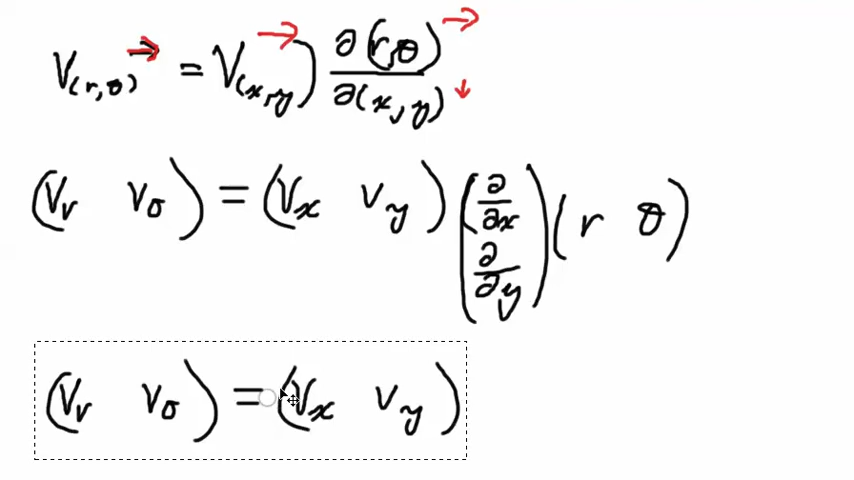 V(r,θ) → = V(x,y) → ) ∂(r,θ) → / ∂(x,y) ↓
(Vr Vθ) = (Vx Vy) (∂/∂x ∂/∂y) (r θ)
(Vr Vθ) = (Vx Vy)